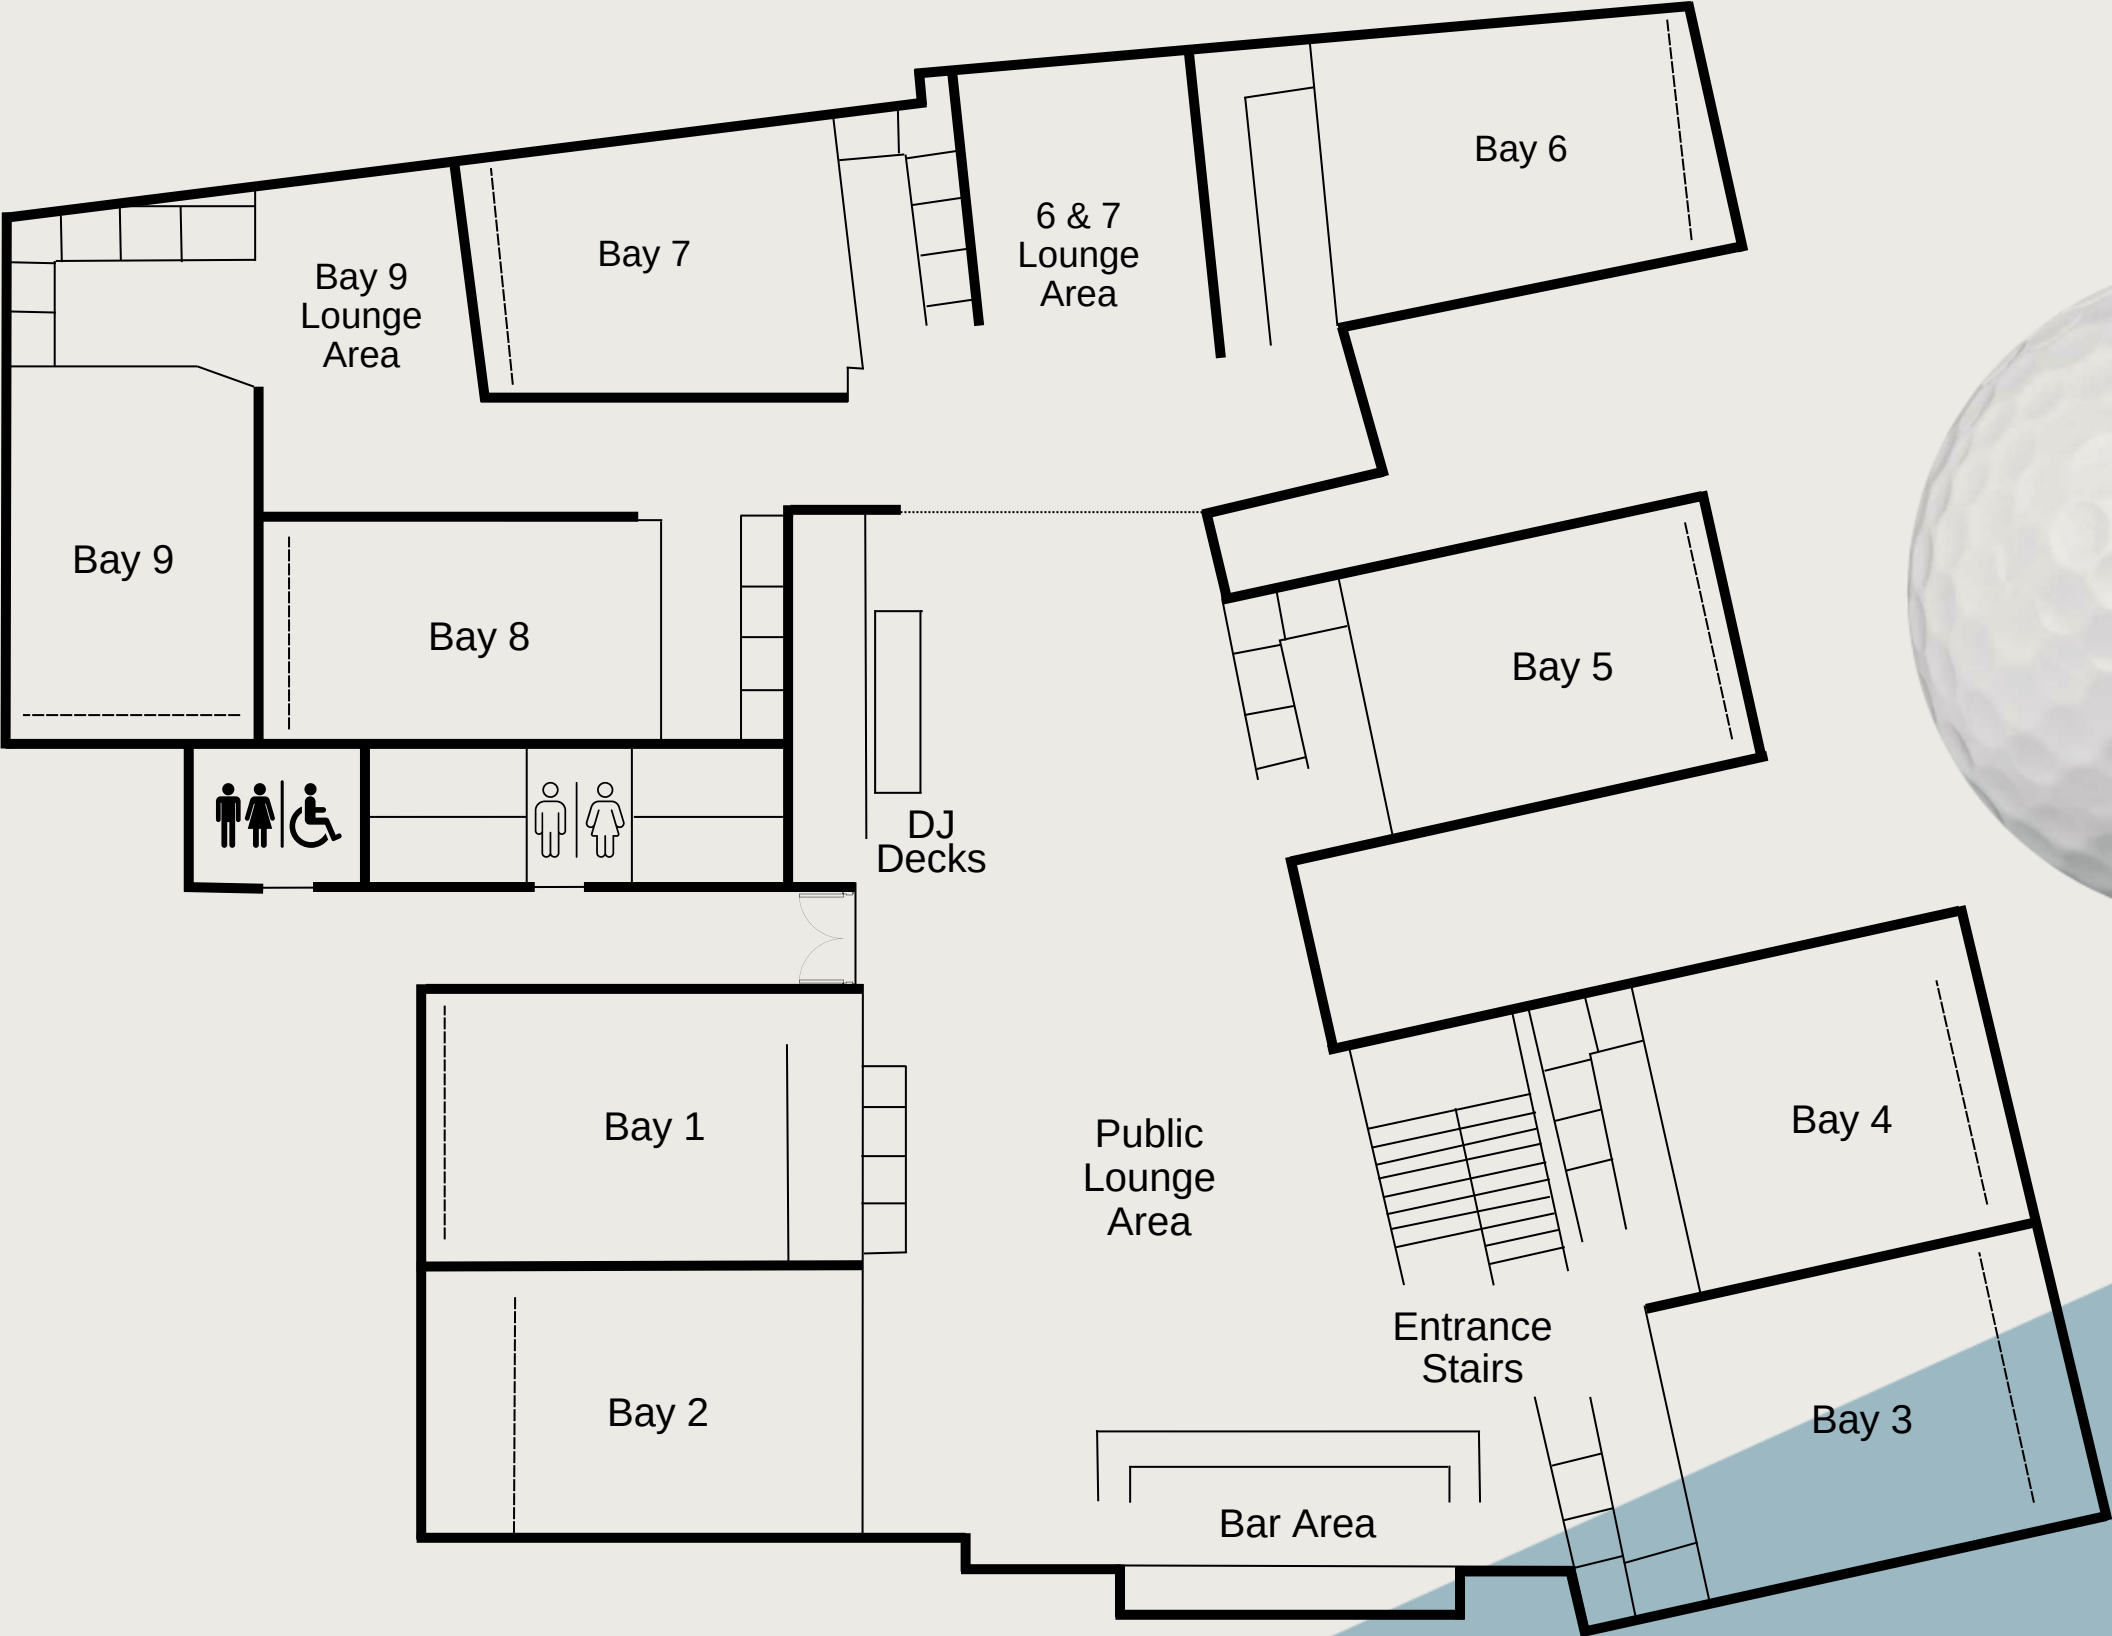 Bay 6
6 & 7
Lounge
Area
Bay 7
Bay 9
Lounge
Area
Bay 9
Bay 8
Bay 5
DJ
Decks
Bay 4
Bay 1
Public
Lounge
Area
Entrance
Stairs
Bay 3
Bay 2
Bar Area